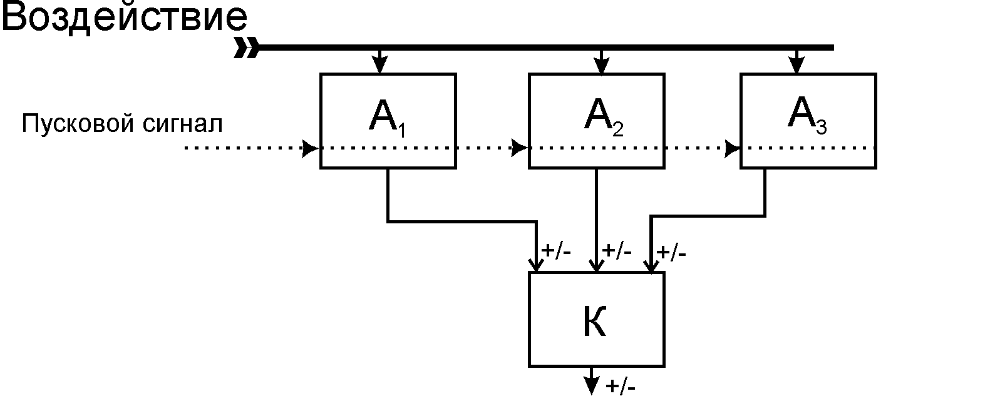 Воздействие
A1
A2
A3
Пусковой сигнал
+/-
+/-
+/-
К
+/-